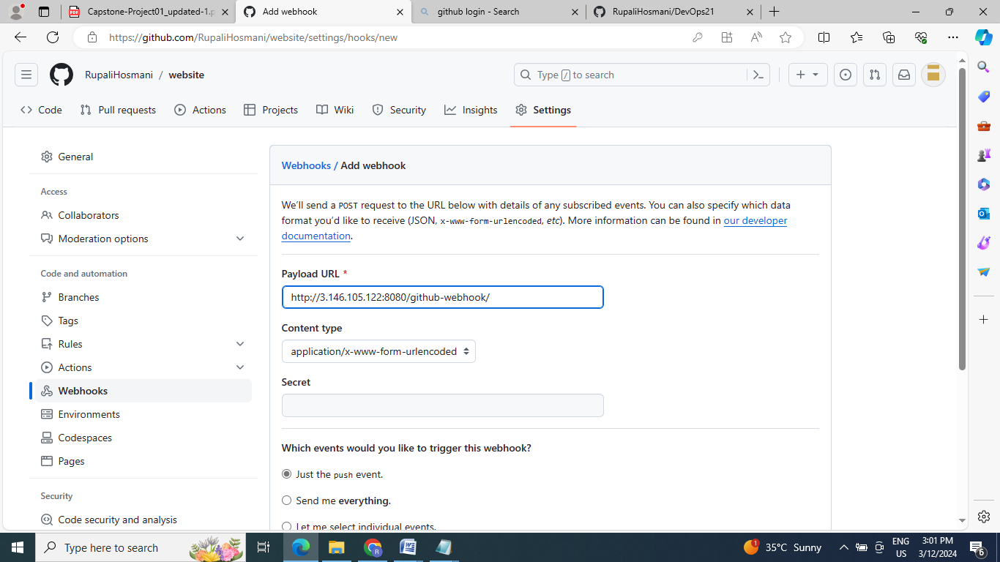 Capstone-Project01_updated-1.p
Add webhook
github login - Search
RupaliHosmani/DevOps21
https://github.com/RupaliHosmani/website/settings/hooks/new
RupaliHosmani / website
Type / to search
Code
Pull requests
Actions
Projects
Wiki
Security
Insights
Settings
General
Access
Collaborators
Moderation options
Code and automation
Branches
Tags
Rules
Actions
Webhooks
Environments
Codespaces
Pages
Security
Code security and analysis
Webhooks / Add webhook
We'll send a POST request to the URL below with details of any subscribed events. You can also specify which data
format you'd like to receive (JSON, x-www-form-urlencoded, etc). More information can be found in our developer
documentation.
Payload URL *
http://3.146.105.122:8080/github-webhook/
Content type
application/x-www-form-urlencoded
Secret
Which events would you like to trigger this webhook?
Just the push event.
Send me everything.
Let me select individual events.
Type here to search
35°C Sunny
ENG
US
3:01 PM
3/12/2024
6